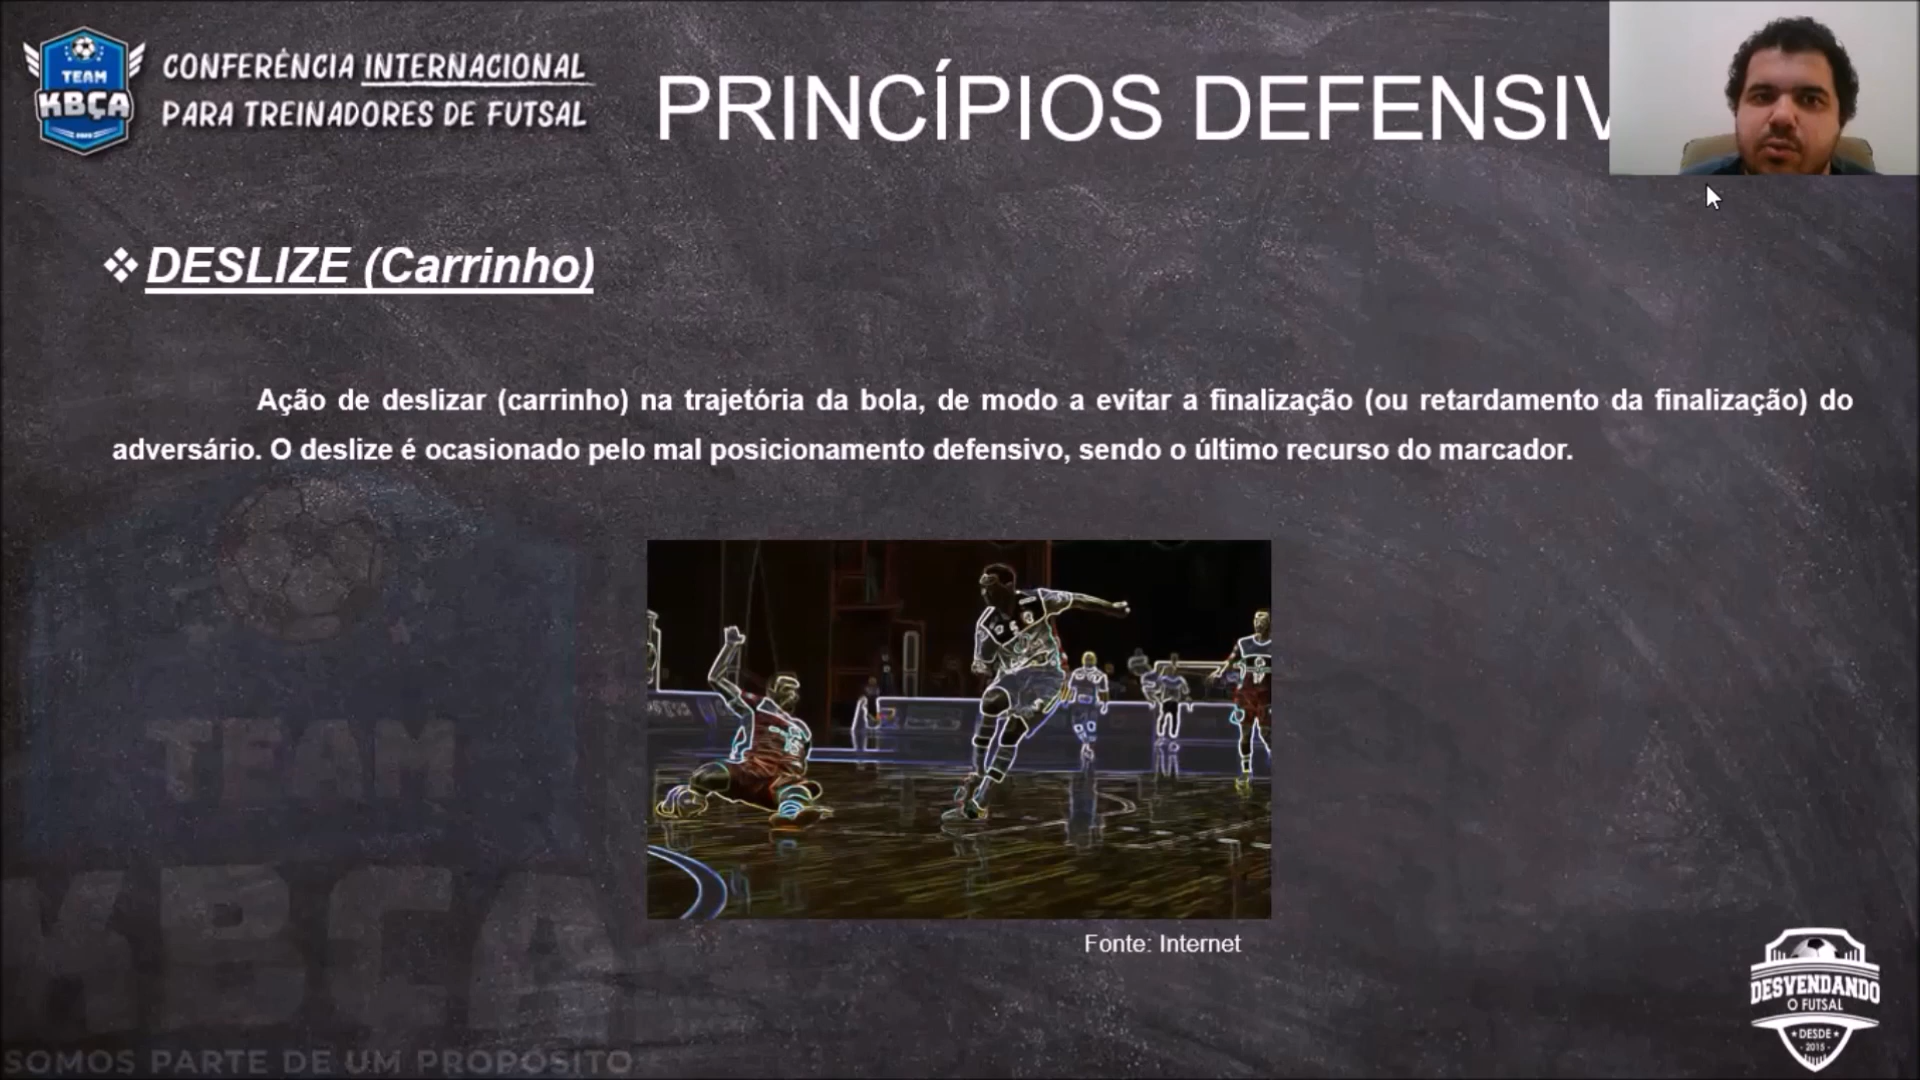 TEAM
KBÇA
CONFERÊNCIA INTERNACIONAL
PARA TREINADORES DE FUTSAL
PRINCÍPIOS DEFENSIV
❖ DESLIZE (Carrinho)
Ação de deslizar (carrinho) na trajetória da bola, de modo a evitar a finalização (ou retardamento da finalização) do
adversário. O deslize é ocasionado pelo mal posicionamento defensivo, sendo o último recurso do marcador.
Fonte: Internet
TEAM
KBÇA
SOMOS PARTE DE UM PROPÓSITO
DESVENDANDO
O FUTSAL
DESDE
2015